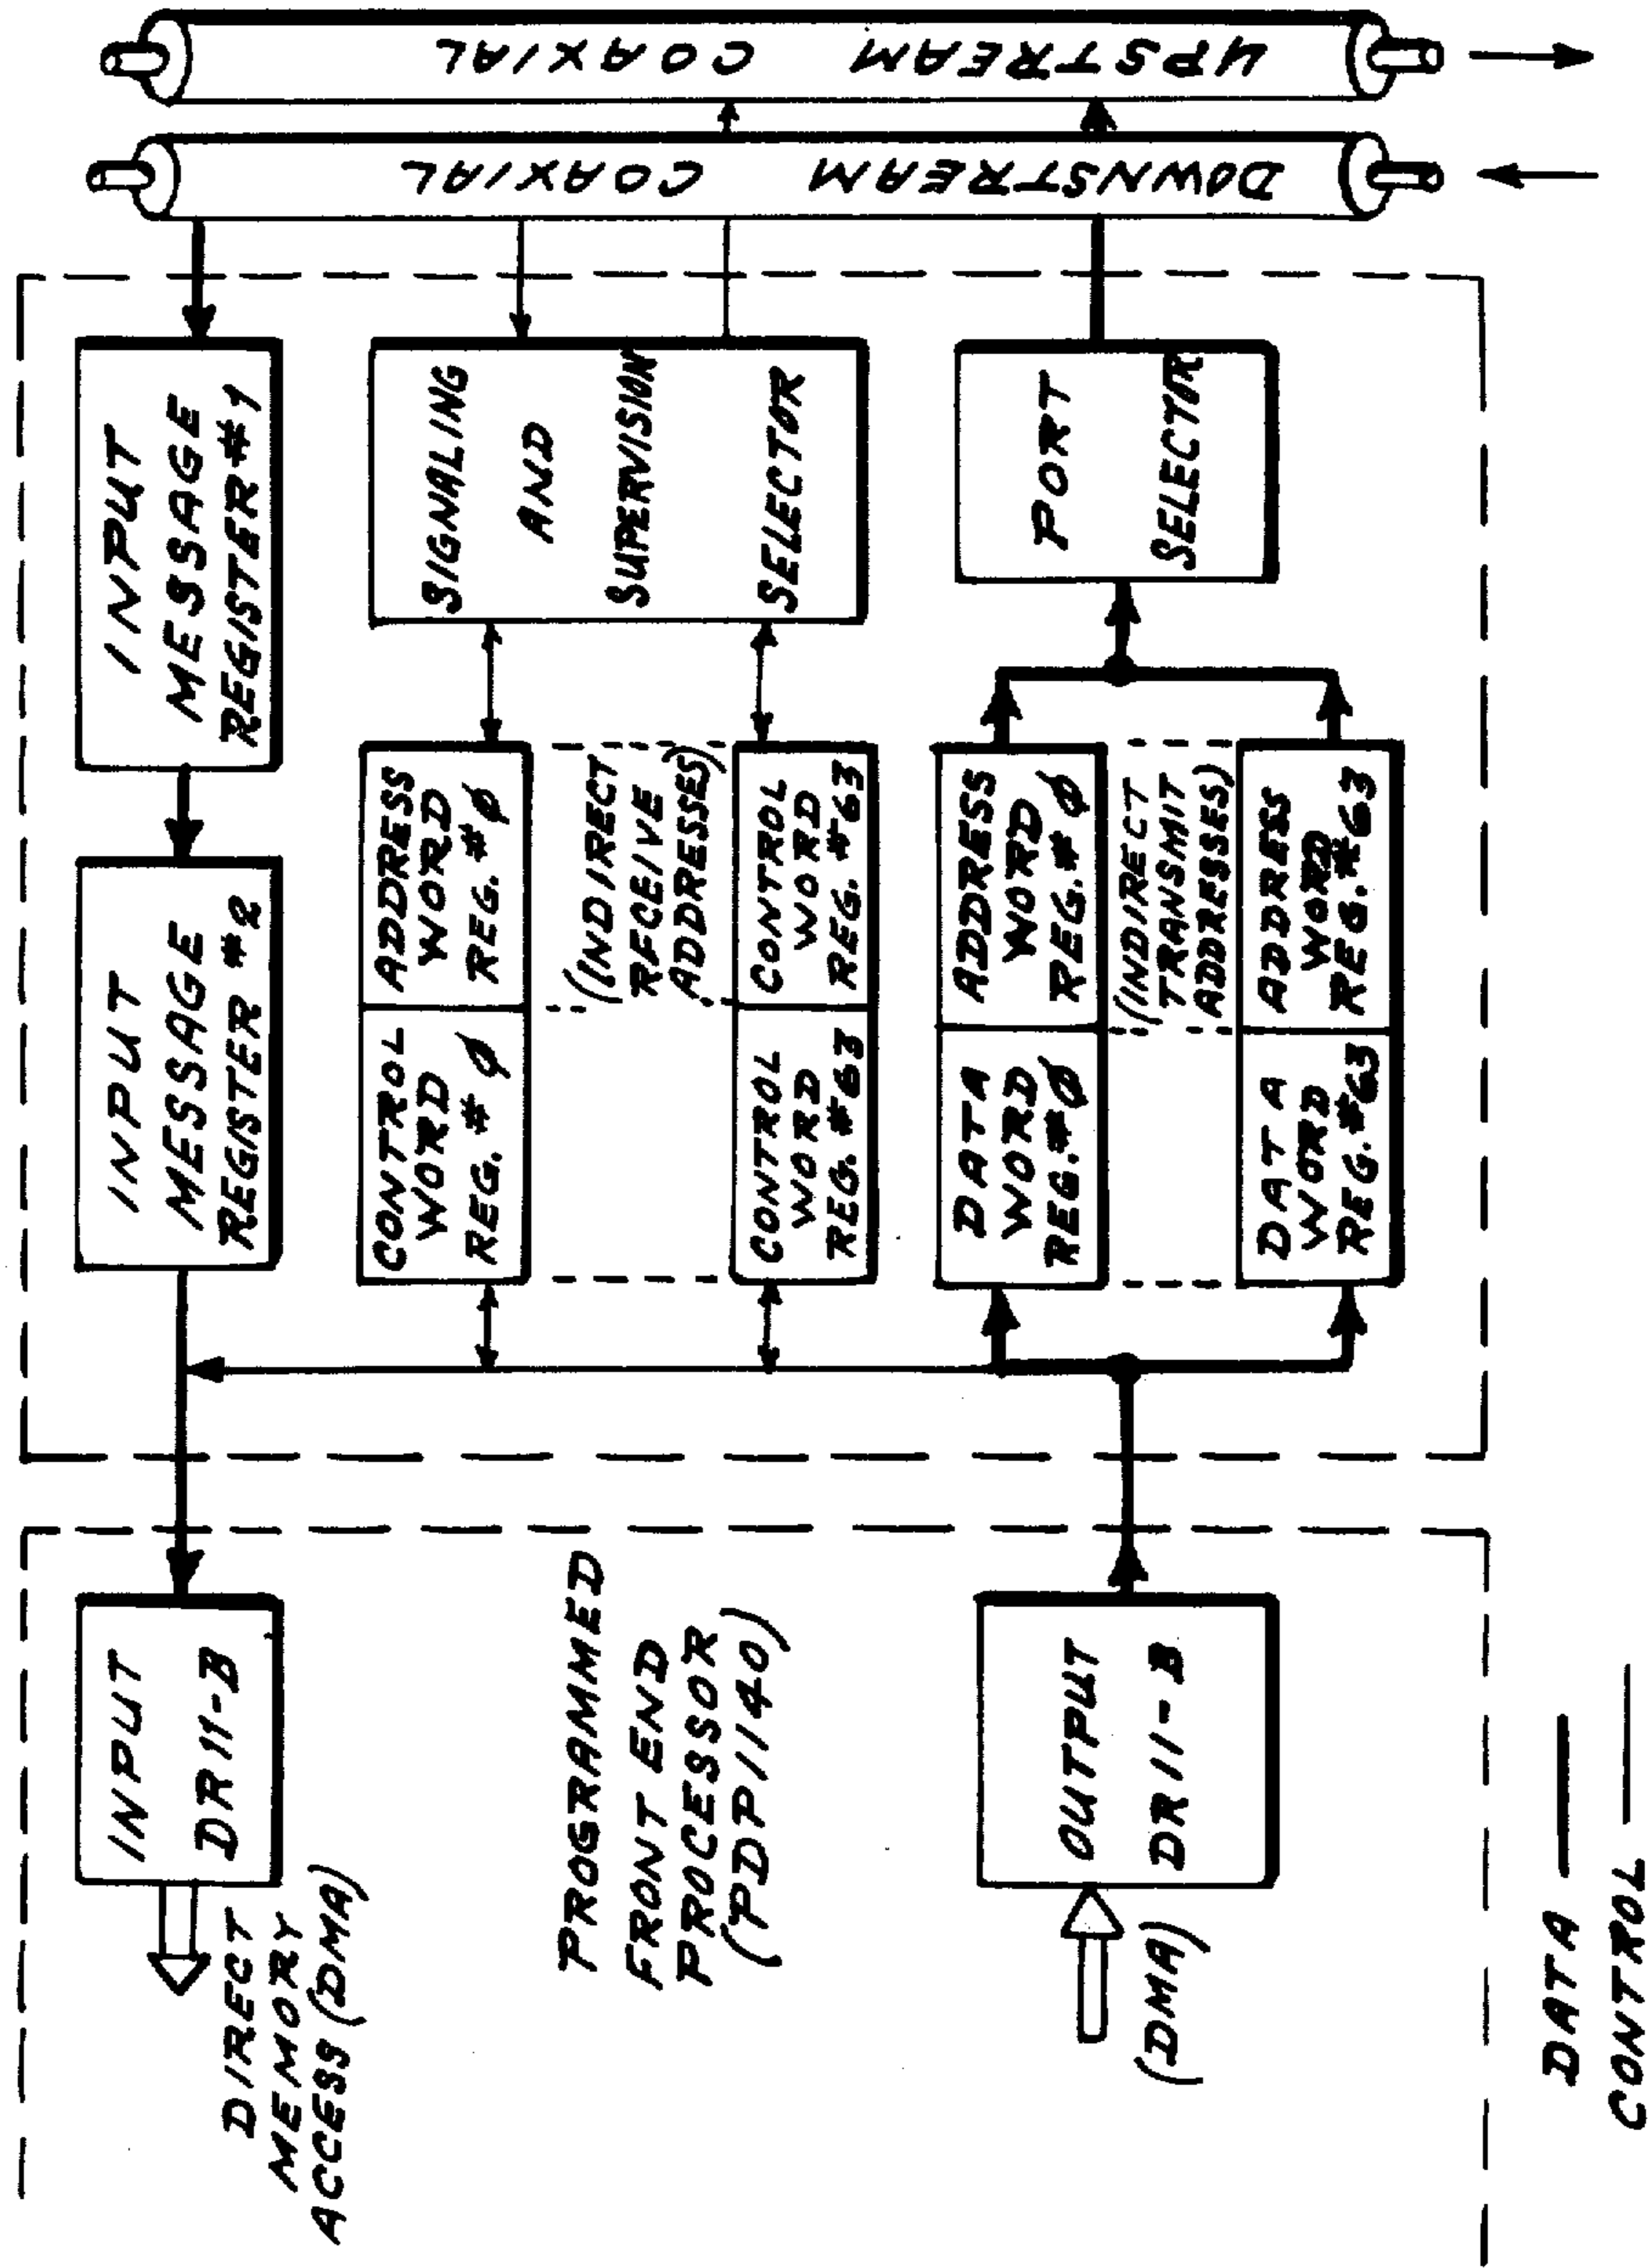 INPUT
DR11-B
DIRECT
MEMORY
ACCESS (DMA)
PROGRAMMED
FRONT END
PROCESSOR
(PDP11/40)
OUTPUT
DR11-B
(DMA)
INPUT
MESSAGE
REGISTER #2
INPUT
MESSAGE
REGISTER #1
CONTROL
WORD
REG. # Ø
ADDRESS
WORD
REG. # Ø
(INDIRECT
RFCEIVE
ADDRESSES)
CONTROL
WORD
REG. #63
CONTROL
WORD
REG. #63
SIGNALING
AND
SUPERVISION
SELECTOR
DATA
WORD
REG. # Ø
ADDRESS
WORD
REG. # Ø
(INDIRECT
TRANSMIT
ADDRESSES)
DATA
WORD
REG. #63
ADDRESS
WORD
REG. #63
PORT
SELECTOR
DOWNSTREAM COAXIAL
UPSTREAM COAXIAL
DATA
CONTROL